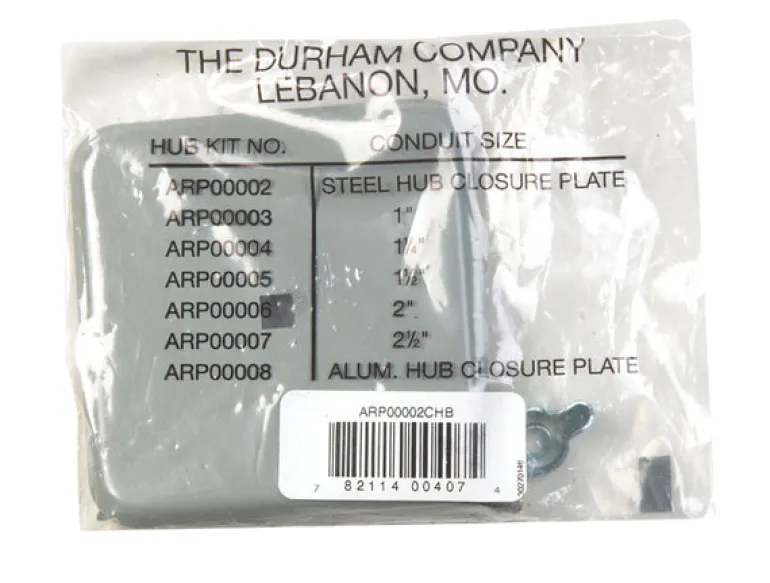 THE DURHAM COMPANY
LEBANON, MO.
HUB KIT NO. CONDUIT SIZE
ARP00002 STEEL HUB CLOSURE PLATE
ARP00003 1"
ARP00004 1¼"
ARP00005 1½"
ARP00006 2"
ARP00007 2½"
ARP00008 ALUM. HUB CLOSURE PLATE
ARP00002CHB
7 82114 00407 4